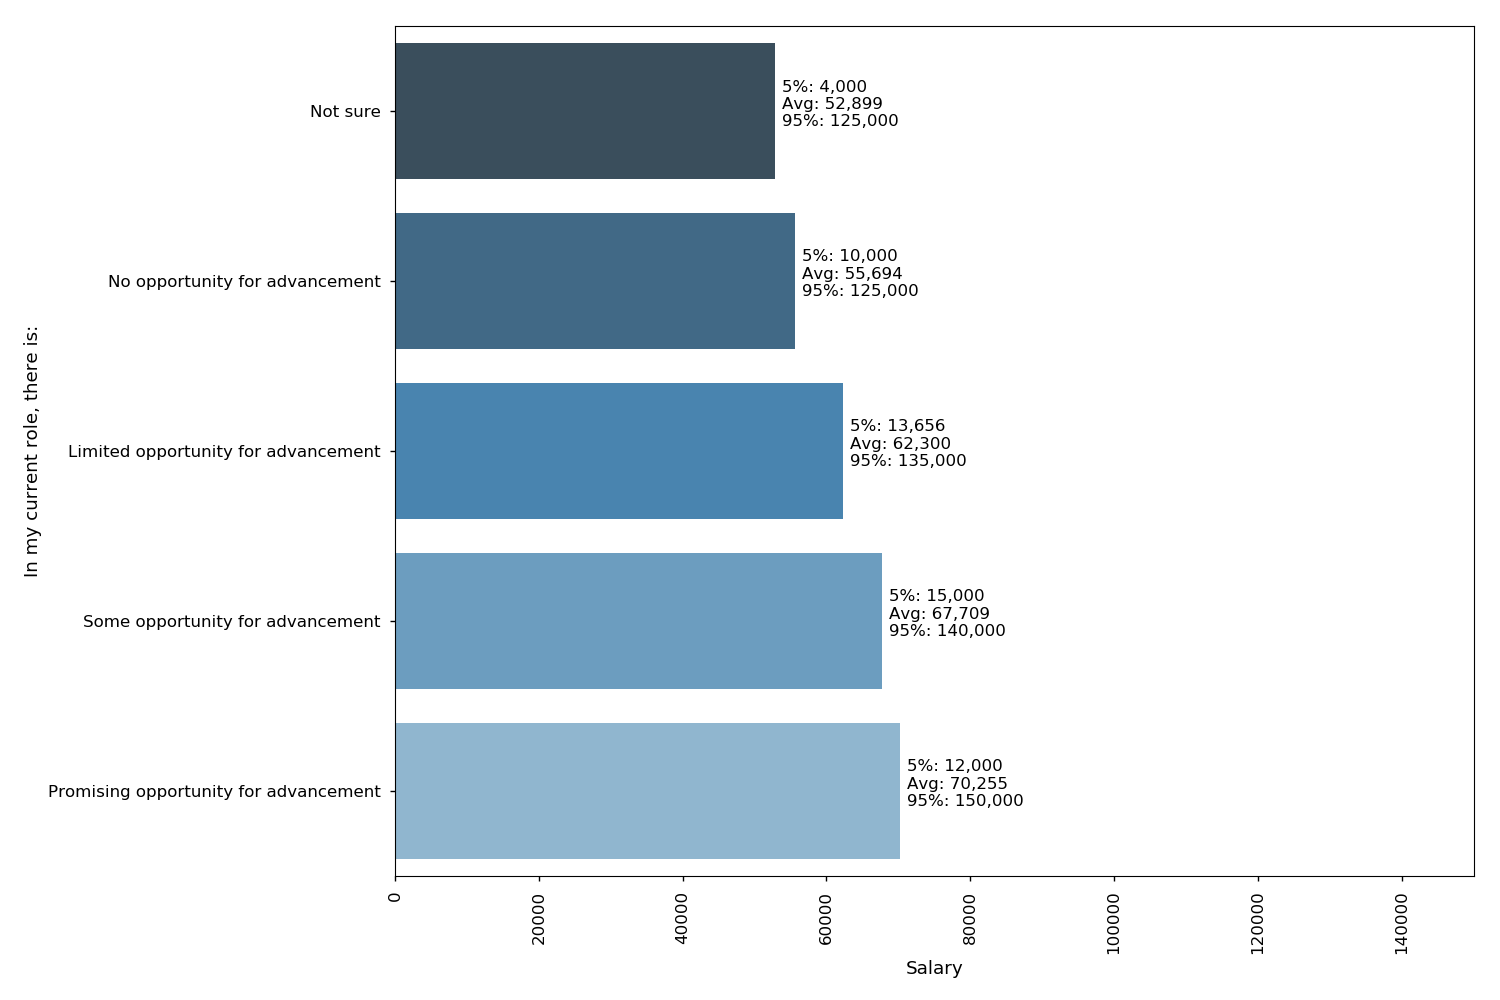 In my current role, there is:
Not sure
5%: 4,000
Avg: 52,899
95%: 125,000
No opportunity for advancement
5%: 10,000
Avg: 55,694
95%: 125,000
Limited opportunity for advancement
5%: 13,656
Avg: 62,300
95%: 135,000
Some opportunity for advancement
5%: 15,000
Avg: 67,709
95%: 140,000
Promising opportunity for advancement
5%: 12,000
Avg: 70,255
95%: 150,000
0
20000
40000
60000
80000
100000
120000
140000
Salary